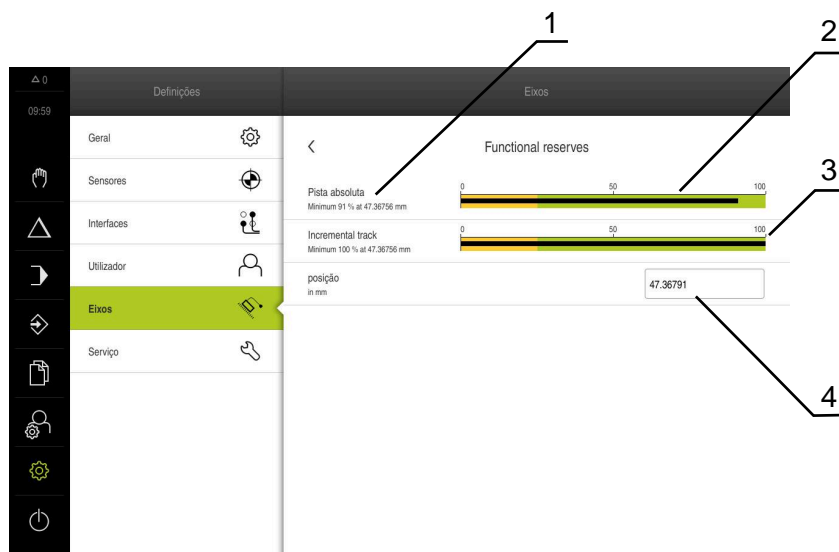 1
2
3
4
0
09:59
Definições
Eixos
Geral
Sensores
Interfaces
Utilizador
Eixos
Serviço
Functional reserves
Pista absoluta
Minimum 91 % at 47.36756 mm
0 50 100
Incremental track
Minimum 100 % at 47.36756 mm
0 50 100
posição
in mm
47.36791